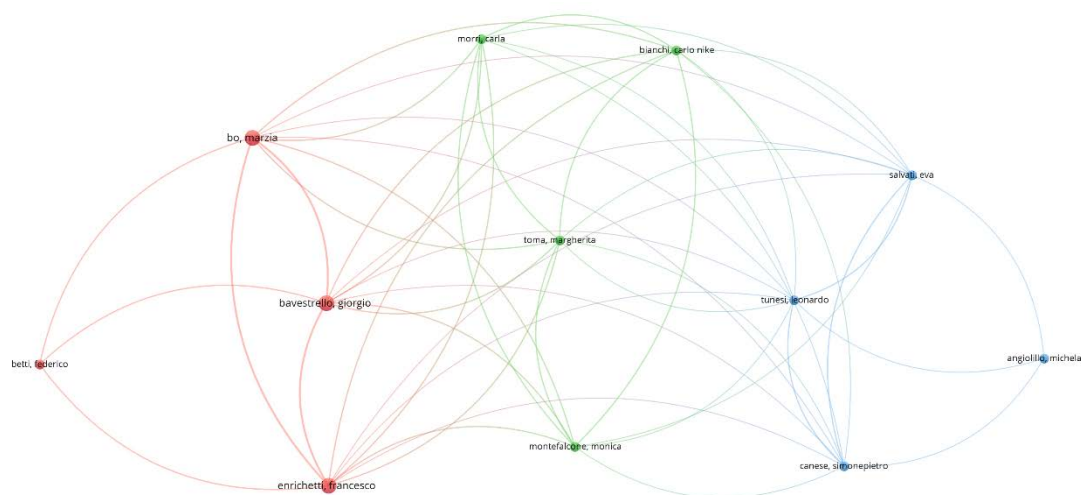 morri, carla
bianchi, carlo nike
bo, marzia
salvati, eva
toma, margherita
tunesi, leonardo
bavestrello, giorgio
angiolillo, michela
betti, federico
montefalcone, monica
canese, simonepietro
enrichetti, francesco